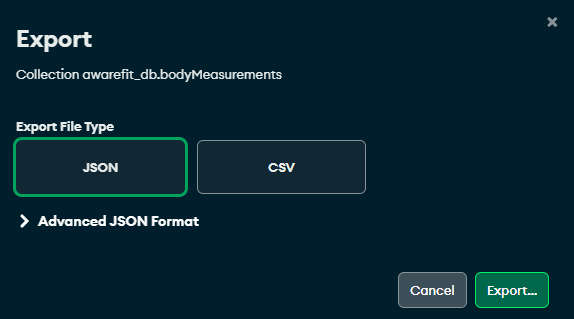 Export
Collection awarefit_db.bodyMeasurements
Export File Type
JSON
CSV
Advanced JSON Format
Cancel
Export...